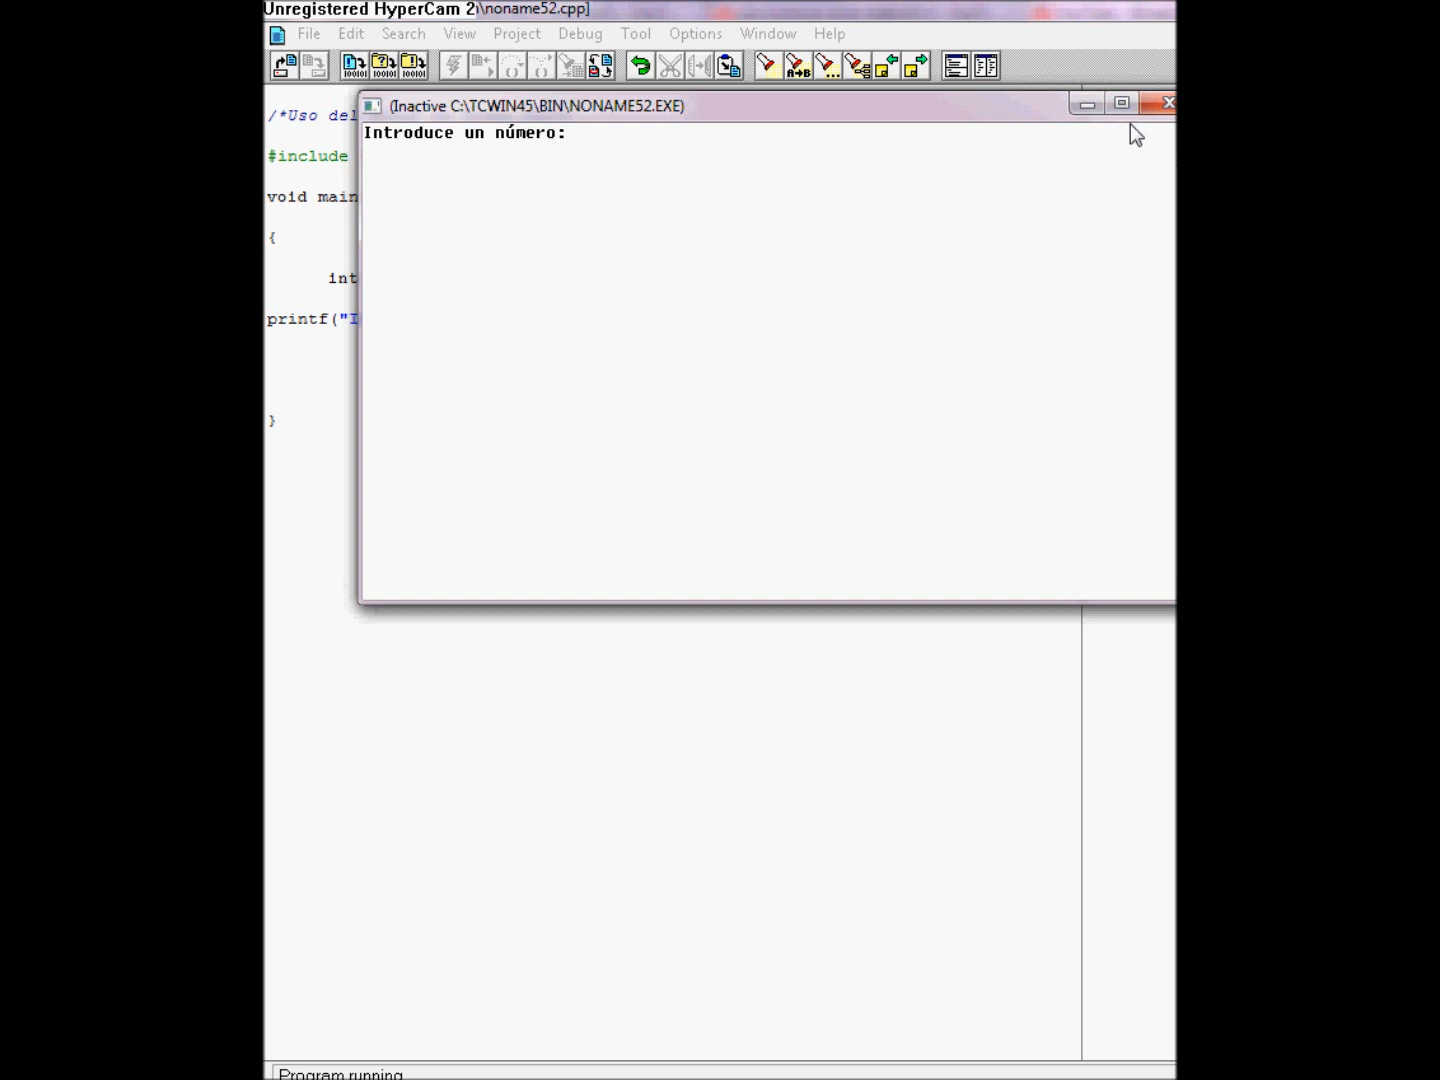 Unregistered HyperCam 2\noname52.cpp]
File Edit Search View Project Debug Tool Options Window Help
(Inactive C:\TCWIN45\BIN\NONAME52.EXE)
/*Uso del
Introduce un número:
#include
void main
{
int
printf("I
}
Program running